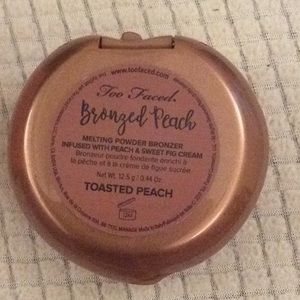 www.toofaced.com
Too Faced.
Bronzed Peach
MELTING POWDER BRONZER
INFUSED WITH PEACH & SWEET FIG CREAM
Bronzeur poudre fondante enrichi à
la pêche et à la crème de figue sucrée
Net Wt. 12.5 g / 0.44 Oz.
TOASTED PEACH